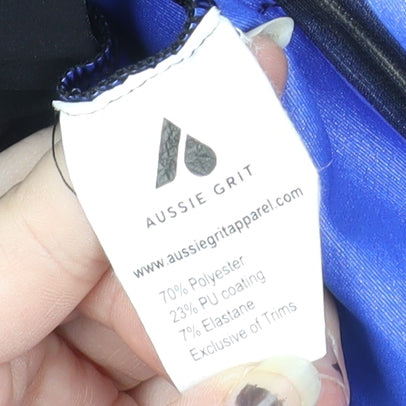 AUSSIE GRIT
www.aussiegritapparel.com
70% Polyester
23% PU coating
7% Elastane
Exclusive of Trims